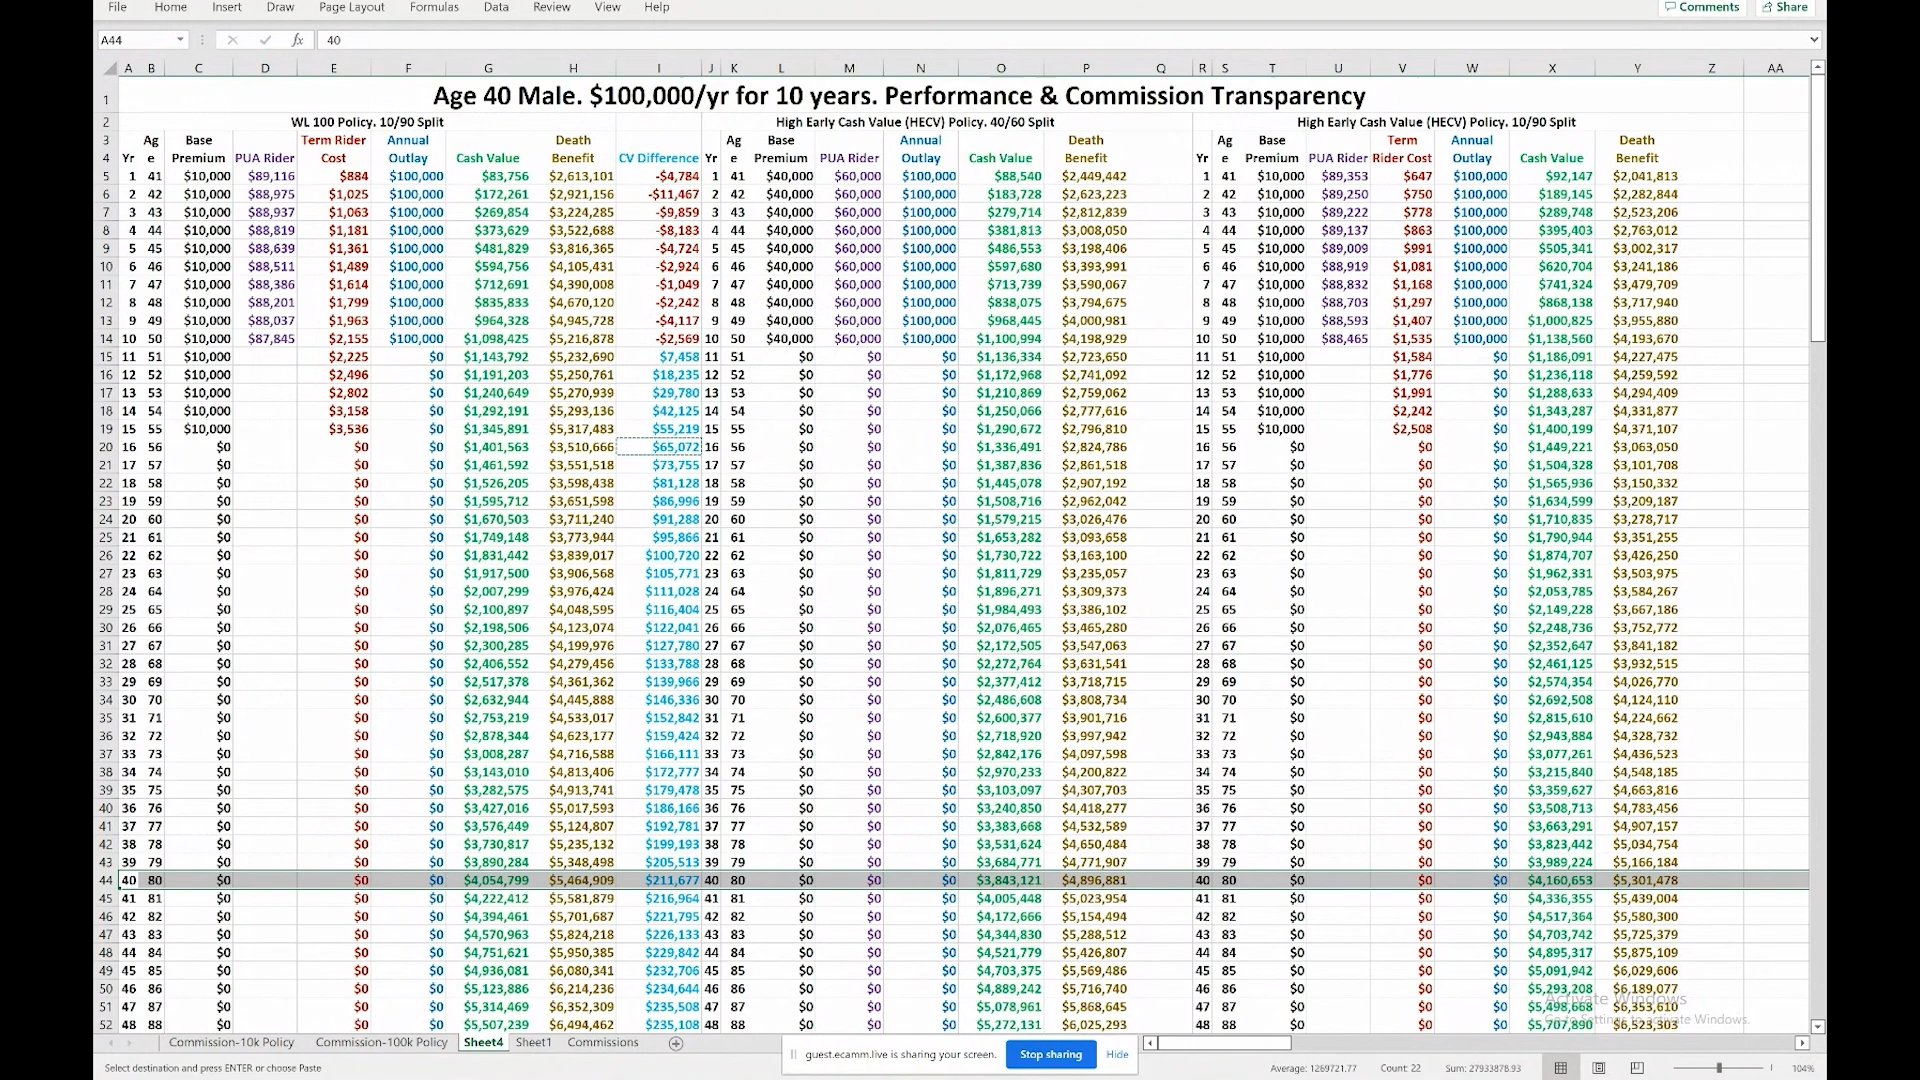 File Home Insert Draw Page Layout Formulas Data Review View Help Comments Share
A44 fx 40
A B C D E F G H I J K L M N O P Q R S T U V W X Y Z AA
1 Age 40 Male. $100,000/yr for 10 years. Performance & Commission Transparency
2 WL 100 Policy. 10/90 Split High Early Cash Value (HECV) Policy. 40/60 Split High Early Cash Value (HECV) Policy. 10/90 Split
3 Ag Base Term Rider Annual Death Ag Base Annual Death Ag Base Term Annual Death
4 Yr e Premium PUA Rider Cost Outlay Cash Value Benefit CV Difference Yr e Premium PUA Rider Outlay Cash Value Benefit Yr e Premium PUA Rider Rider Cost Outlay Cash Value Benefit
5 1 41 $10,000 $89,116 $884 $100,000 $83,756 $2,613,101 -$4,784 1 41 $40,000 $60,000 $100,000 $88,540 $2,449,442 1 41 $10,000 $89,353 $647 $100,000 $92,147 $2,041,813
6 2 42 $10,000 $88,975 $1,025 $100,000 $172,261 $2,921,156 -$11,467 2 42 $40,000 $60,000 $100,000 $183,728 $2,623,223 2 42 $10,000 $89,250 $750 $100,000 $189,145 $2,282,844
7 3 43 $10,000 $88,937 $1,063 $100,000 $269,854 $3,224,285 -$9,859 3 43 $40,000 $60,000 $100,000 $279,714 $2,812,839 3 43 $10,000 $89,222 $778 $100,000 $289,748 $2,523,206
8 4 44 $10,000 $88,819 $1,181 $100,000 $373,629 $3,522,688 -$8,183 4 44 $40,000 $60,000 $100,000 $381,813 $3,008,050 4 44 $10,000 $89,137 $863 $100,000 $395,403 $2,763,012
9 5 45 $10,000 $88,639 $1,361 $100,000 $481,829 $3,816,365 -$4,724 5 45 $40,000 $60,000 $100,000 $486,553 $3,198,406 5 45 $10,000 $89,009 $991 $100,000 $505,341 $3,002,317
10 6 46 $10,000 $88,511 $1,489 $100,000 $594,756 $4,105,431 -$2,924 6 46 $40,000 $60,000 $100,000 $597,680 $3,393,991 6 46 $10,000 $88,919 $1,081 $100,000 $620,704 $3,241,186
11 7 47 $10,000 $88,386 $1,614 $100,000 $712,691 $4,390,008 -$1,049 7 47 $40,000 $60,000 $100,000 $713,739 $3,590,067 7 47 $10,000 $88,832 $1,168 $100,000 $741,324 $3,479,709
12 8 48 $10,000 $88,201 $1,799 $100,000 $835,833 $4,670,120 -$2,242 8 48 $40,000 $60,000 $100,000 $838,075 $3,794,675 8 48 $10,000 $88,703 $1,297 $100,000 $868,138 $3,717,940
13 9 49 $10,000 $88,037 $1,963 $100,000 $964,328 $4,945,728 -$4,117 9 49 $40,000 $60,000 $100,000 $968,445 $4,000,981 9 49 $10,000 $88,593 $1,407 $100,000 $1,000,825 $3,955,880
14 10 50 $10,000 $87,845 $2,155 $100,000 $1,098,425 $5,216,878 -$2,569 10 50 $40,000 $60,000 $100,000 $1,100,994 $4,198,929 10 50 $10,000 $88,465 $1,535 $100,000 $1,138,560 $4,193,670
15 11 51 $10,000 $2,225 $0 $1,143,792 $5,232,690 $7,458 11 51 $0 $0 $0 $1,136,334 $2,723,650 11 51 $10,000 $1,584 $0 $1,186,091 $4,227,475
16 12 52 $10,000 $2,496 $0 $1,191,203 $5,250,761 $18,235 12 52 $0 $0 $0 $1,172,968 $2,741,092 12 52 $10,000 $1,776 $0 $1,236,118 $4,259,592
17 13 53 $10,000 $2,802 $0 $1,240,649 $5,270,939 $29,780 13 53 $0 $0 $0 $1,210,869 $2,759,062 13 53 $10,000 $1,991 $0 $1,288,633 $4,294,409
18 14 54 $10,000 $3,158 $0 $1,292,191 $5,293,136 $42,125 14 54 $0 $0 $0 $1,250,066 $2,777,616 14 54 $10,000 $2,242 $0 $1,343,287 $4,331,877
19 15 55 $10,000 $3,536 $0 $1,345,891 $5,317,483 $55,219 15 55 $0 $0 $0 $1,290,672 $2,796,810 15 55 $10,000 $2,508 $0 $1,400,199 $4,371,107
20 16 56 $0 $0 $0 $1,401,563 $3,510,666 $65,072 16 56 $0 $0 $0 $1,336,491 $2,824,786 16 56 $0 $0 $0 $1,449,221 $3,063,050
21 17 57 $0 $0 $0 $1,461,592 $3,551,518 $73,755 17 57 $0 $0 $0 $1,387,836 $2,861,518 17 57 $0 $0 $0 $1,504,328 $3,101,708
22 18 58 $0 $0 $0 $1,526,205 $3,598,438 $81,128 18 58 $0 $0 $0 $1,445,078 $2,907,192 18 58 $0 $0 $0 $1,565,936 $3,150,332
23 19 59 $0 $0 $0 $1,595,712 $3,651,598 $86,996 19 59 $0 $0 $0 $1,508,716 $2,962,042 19 59 $0 $0 $0 $1,634,599 $3,209,187
24 20 60 $0 $0 $0 $1,670,503 $3,711,240 $91,288 20 60 $0 $0 $0 $1,579,215 $3,026,476 20 60 $0 $0 $0 $1,710,835 $3,278,717
25 21 61 $0 $0 $0 $1,749,148 $3,773,944 $95,866 21 61 $0 $0 $0 $1,653,282 $3,093,658 21 61 $0 $0 $0 $1,790,944 $3,351,255
26 22 62 $0 $0 $0 $1,831,442 $3,839,017 $100,720 22 62 $0 $0 $0 $1,730,722 $3,163,100 22 62 $0 $0 $0 $1,874,707 $3,426,250
27 23 63 $0 $0 $0 $1,917,500 $3,906,568 $105,771 23 63 $0 $0 $0 $1,811,729 $3,235,057 23 63 $0 $0 $0 $1,962,331 $3,503,975
28 24 64 $0 $0 $0 $2,007,299 $3,976,424 $111,028 24 64 $0 $0 $0 $1,896,271 $3,309,373 24 64 $0 $0 $0 $2,053,785 $3,584,267
29 25 65 $0 $0 $0 $2,100,897 $4,048,595 $116,404 25 65 $0 $0 $0 $1,984,493 $3,386,102 25 65 $0 $0 $0 $2,149,228 $3,667,186
30 26 66 $0 $0 $0 $2,198,506 $4,123,074 $122,041 26 66 $0 $0 $0 $2,076,465 $3,465,280 26 66 $0 $0 $0 $2,248,736 $3,752,772
31 27 67 $0 $0 $0 $2,300,285 $4,199,976 $127,780 27 67 $0 $0 $0 $2,172,505 $3,547,063 27 67 $0 $0 $0 $2,352,647 $3,841,182
32 28 68 $0 $0 $0 $2,406,552 $4,279,456 $133,788 28 68 $0 $0 $0 $2,272,764 $3,631,541 28 68 $0 $0 $0 $2,461,125 $3,932,515
33 29 69 $0 $0 $0 $2,517,378 $4,361,362 $139,966 29 69 $0 $0 $0 $2,377,412 $3,718,715 29 69 $0 $0 $0 $2,574,354 $4,026,770
34 30 70 $0 $0 $0 $2,632,944 $4,445,888 $146,336 30 70 $0 $0 $0 $2,486,608 $3,808,734 30 70 $0 $0 $0 $2,692,508 $4,124,110
35 31 71 $0 $0 $0 $2,753,219 $4,533,017 $152,842 31 71 $0 $0 $0 $2,600,377 $3,901,716 31 71 $0 $0 $0 $2,815,610 $4,224,662
36 32 72 $0 $0 $0 $2,878,344 $4,623,177 $159,424 32 72 $0 $0 $0 $2,718,920 $3,997,942 32 72 $0 $0 $0 $2,943,884 $4,328,732
37 33 73 $0 $0 $0 $3,008,287 $4,716,588 $166,111 33 73 $0 $0 $0 $2,842,176 $4,097,598 33 73 $0 $0 $0 $3,077,261 $4,436,523
38 34 74 $0 $0 $0 $3,143,010 $4,813,406 $172,777 34 74 $0 $0 $0 $2,970,233 $4,200,822 34 74 $0 $0 $0 $3,215,840 $4,548,185
39 35 75 $0 $0 $0 $3,282,575 $4,913,741 $179,478 35 75 $0 $0 $0 $3,103,097 $4,307,703 35 75 $0 $0 $0 $3,359,627 $4,663,816
40 36 76 $0 $0 $0 $3,427,016 $5,017,593 $186,166 36 76 $0 $0 $0 $3,240,850 $4,418,277 36 76 $0 $0 $0 $3,508,713 $4,783,456
41 37 77 $0 $0 $0 $3,576,449 $5,124,807 $192,781 37 77 $0 $0 $0 $3,383,668 $4,532,589 37 77 $0 $0 $0 $3,663,291 $4,907,157
42 38 78 $0 $0 $0 $3,730,817 $5,235,132 $199,193 38 78 $0 $0 $0 $3,531,624 $4,650,484 38 78 $0 $0 $0 $3,823,442 $5,034,754
43 39 79 $0 $0 $0 $3,890,284 $5,348,498 $205,513 39 79 $0 $0 $0 $3,684,771 $4,771,907 39 79 $0 $0 $0 $3,989,224 $5,166,184
44 40 80 $0 $0 $0 $4,054,799 $5,464,909 $211,677 40 80 $0 $0 $0 $3,843,121 $4,896,881 40 80 $0 $0 $0 $4,160,653 $5,301,478
45 41 81 $0 $0 $0 $4,222,412 $5,581,879 $216,964 41 81 $0 $0 $0 $4,005,448 $5,023,954 41 81 $0 $0 $0 $4,336,355 $5,439,004
46 42 82 $0 $0 $0 $4,394,461 $5,701,687 $221,795 42 82 $0 $0 $0 $4,172,666 $5,154,494 42 82 $0 $0 $0 $4,517,364 $5,580,300
47 43 83 $0 $0 $0 $4,570,963 $5,824,218 $226,133 43 83 $0 $0 $0 $4,344,830 $5,288,512 43 83 $0 $0 $0 $4,703,742 $5,725,379
48 44 84 $0 $0 $0 $4,751,621 $5,950,385 $229,842 44 84 $0 $0 $0 $4,521,779 $5,426,807 44 84 $0 $0 $0 $4,895,317 $5,875,109
49 45 85 $0 $0 $0 $4,936,081 $6,080,341 $232,706 45 85 $0 $0 $0 $4,703,375 $5,569,486 45 85 $0 $0 $0 $5,091,942 $6,029,606
50 46 86 $0 $0 $0 $5,123,886 $6,214,236 $234,644 46 86 $0 $0 $0 $4,889,242 $5,716,740 46 86 $0 $0 $0 $5,293,208 $6,189,077
Activate Windows
51 47 87 $0 $0 $0 $5,314,469 $6,352,309 $235,508 47 87 $0 $0 $0 $5,078,961 $5,868,645 47 87 $0 $0 $0 $5,498,668 $6,353,610
Go to Settings to activate Windows.
52 48 88 $0 $0 $0 $5,507,239 $6,494,462 $235,108 48 88 $0 $0 $0 $5,272,131 $6,025,293 48 88 $0 $0 $0 $5,707,890 $6,523,303
Commission-10k Policy Commission-100k Policy Sheet4 Sheet1 Commissions
guest.ecamm.live is sharing your screen. Stop sharing Hide
Select destination and press ENTER or choose Paste Average: 1269721.77 Count: 22 Sum: 27933878.93 104%